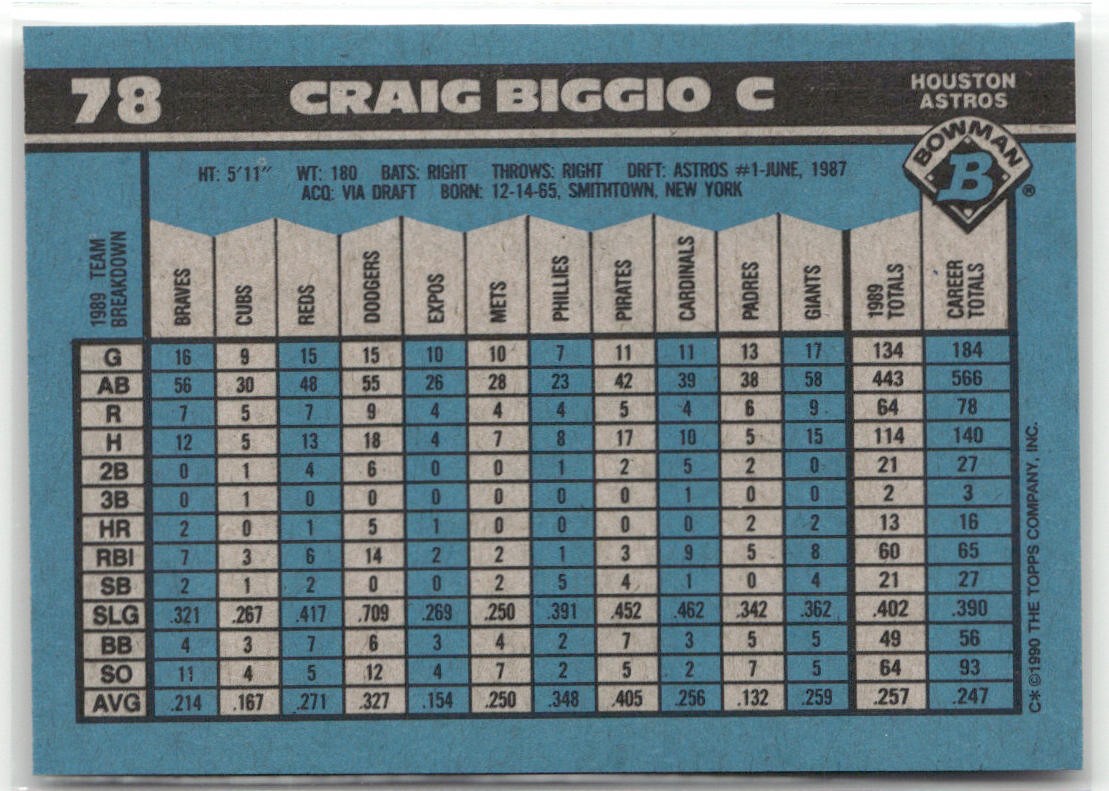 78 CRAIG BIGGIO C HOUSTON ASTROS
BOWMAN
B
®
HT: 5'11" WT: 180 BATS: RIGHT THROWS: RIGHT DRFT: ASTROS #1-JUNE, 1987
ACQ: VIA DRAFT BORN: 12-14-65, SMITHTOWN, NEW YORK
1989 TEAM BREAKDOWN BRAVES CUBS REDS DODGERS EXPOS METS PHILLIES PIRATES CARDINALS PADRES GIANTS 1989 TOTALS CAREER TOTALS
G 16 9 15 15 10 10 7 11 11 13 17 134 184
AB 56 30 48 55 26 28 23 42 39 38 58 443 566
R 7 5 7 9 4 4 4 5 4 6 9 64 78
H 12 5 13 18 4 7 8 17 10 5 15 114 140
2B 0 1 4 6 0 0 1 2 5 2 0 21 27
3B 0 1 0 0 0 0 0 0 1 0 0 2 3
HR 2 0 1 5 1 0 0 0 0 2 2 13 16
RBI 7 3 6 14 2 2 1 3 9 5 8 60 65
SB 2 1 2 0 0 2 5 4 1 0 4 21 27
SLG .321 .267 .417 .709 .269 .250 .391 .452 .462 .342 .362 .402 .390
BB 4 3 7 6 3 4 2 7 3 5 5 49 56
SO 11 4 5 12 4 7 2 5 2 7 5 64 93
AVG .214 .167 .271 .327 .154 .250 .348 .405 .256 .132 .259 .257 .247
C*©1990 THE TOPPS COMPANY, INC.